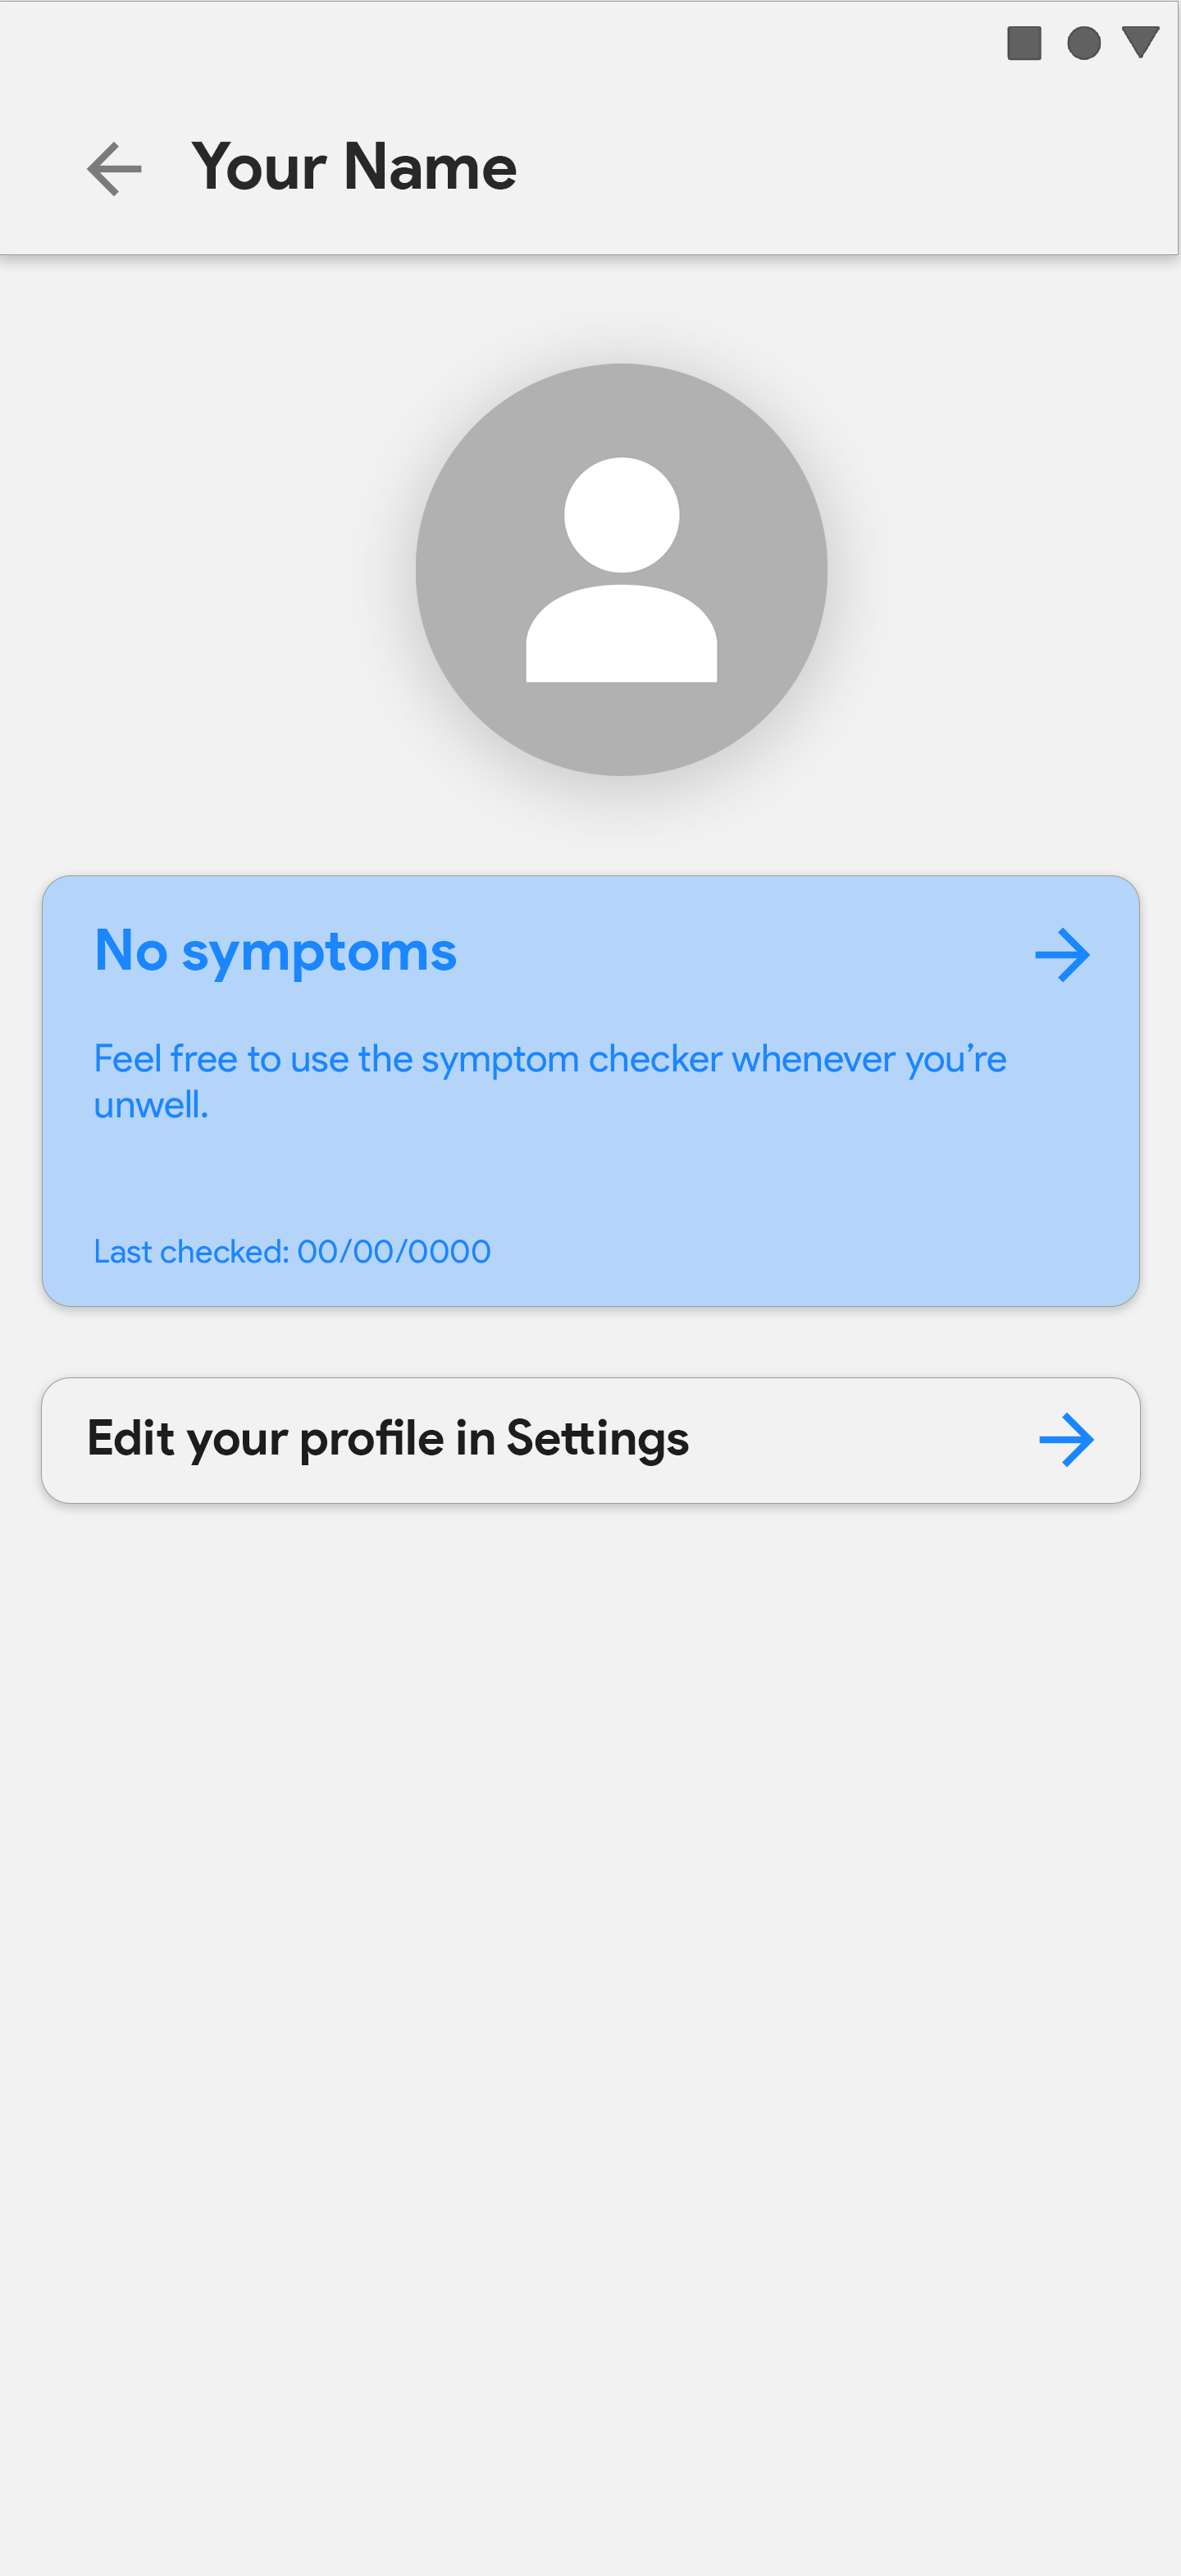 Your Name
No symptoms
Feel free to use the symptom checker whenever you’re
unwell.
Last checked: 00/00/0000
Edit your profile in Settings